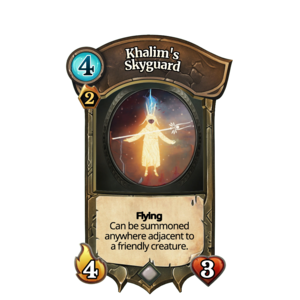 Khalim's
Skyguard
4
2
Flying
Can be summoned
anywhere adjacent to
a friendly creature.
4
3